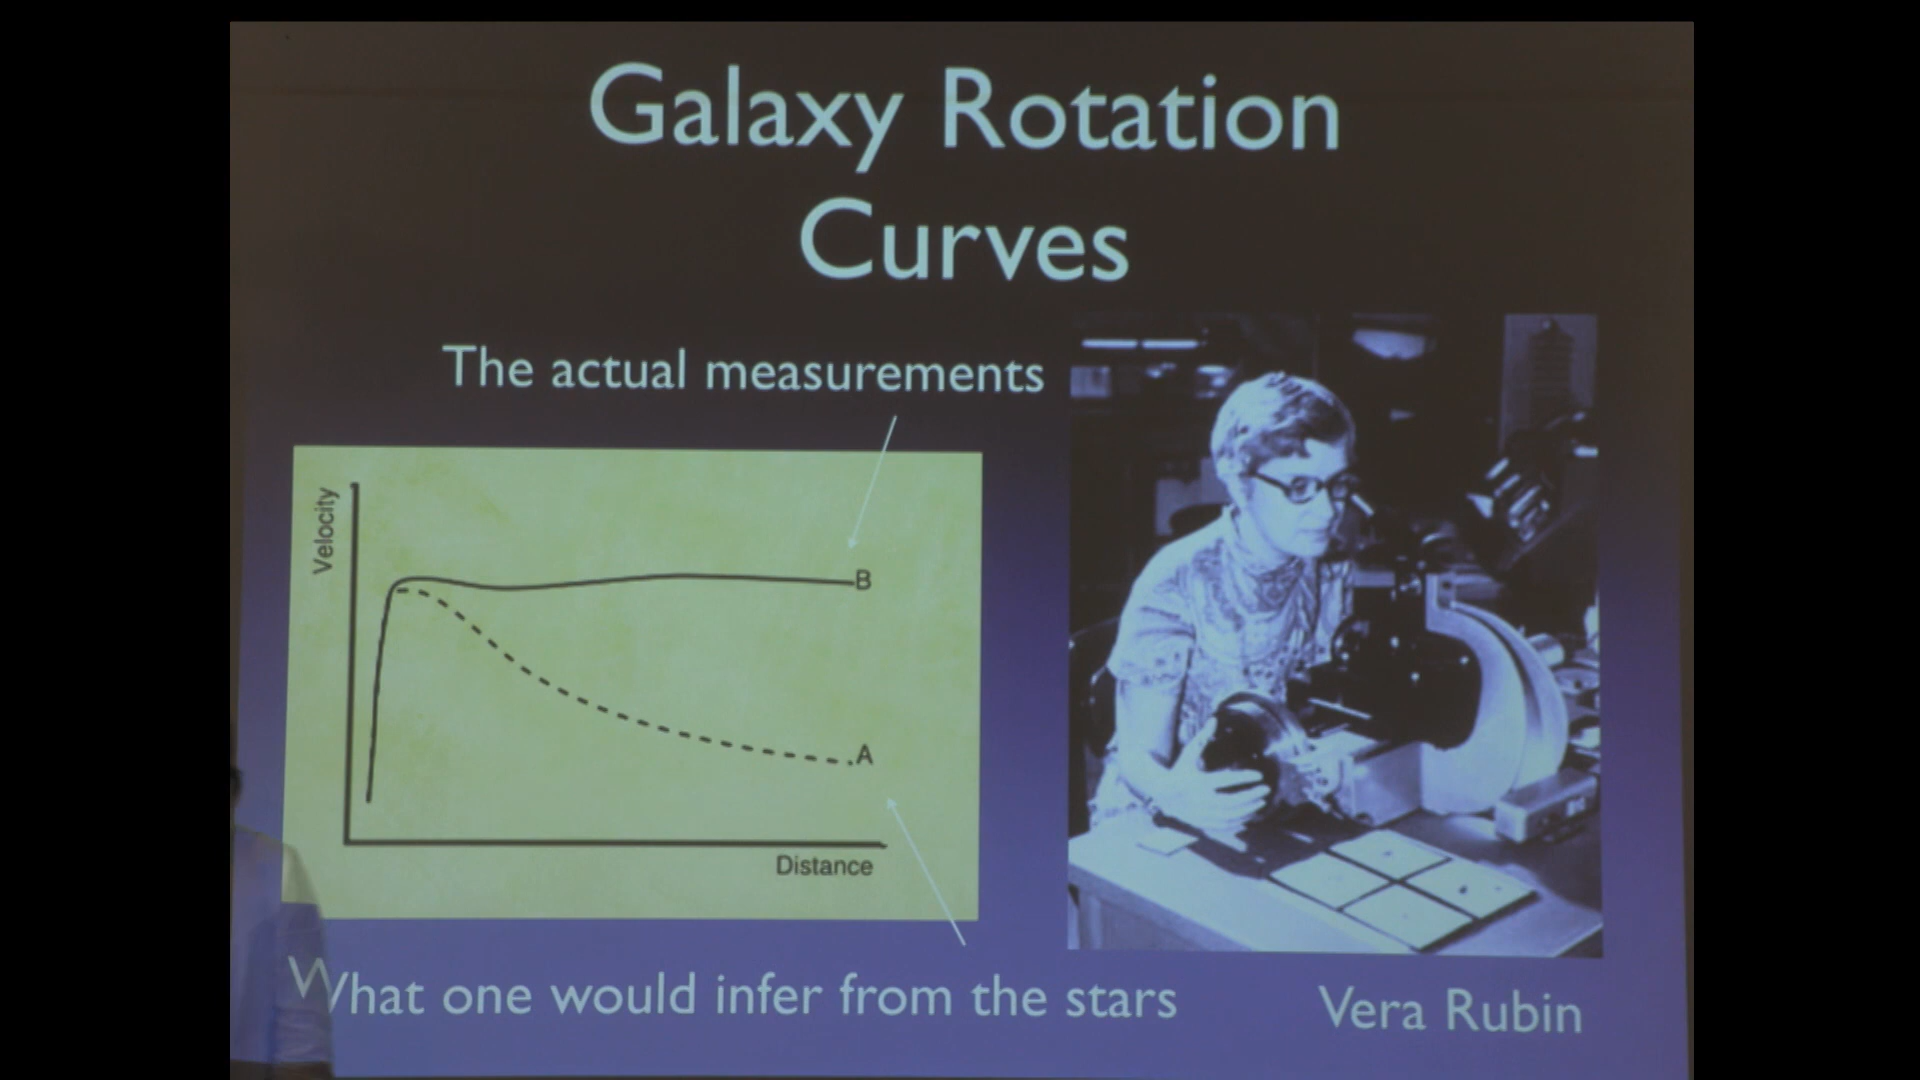 Galaxy Rotation
Curves
The actual measurements
Velocity
B
A
Distance
What one would infer from the stars
Vera Rubin